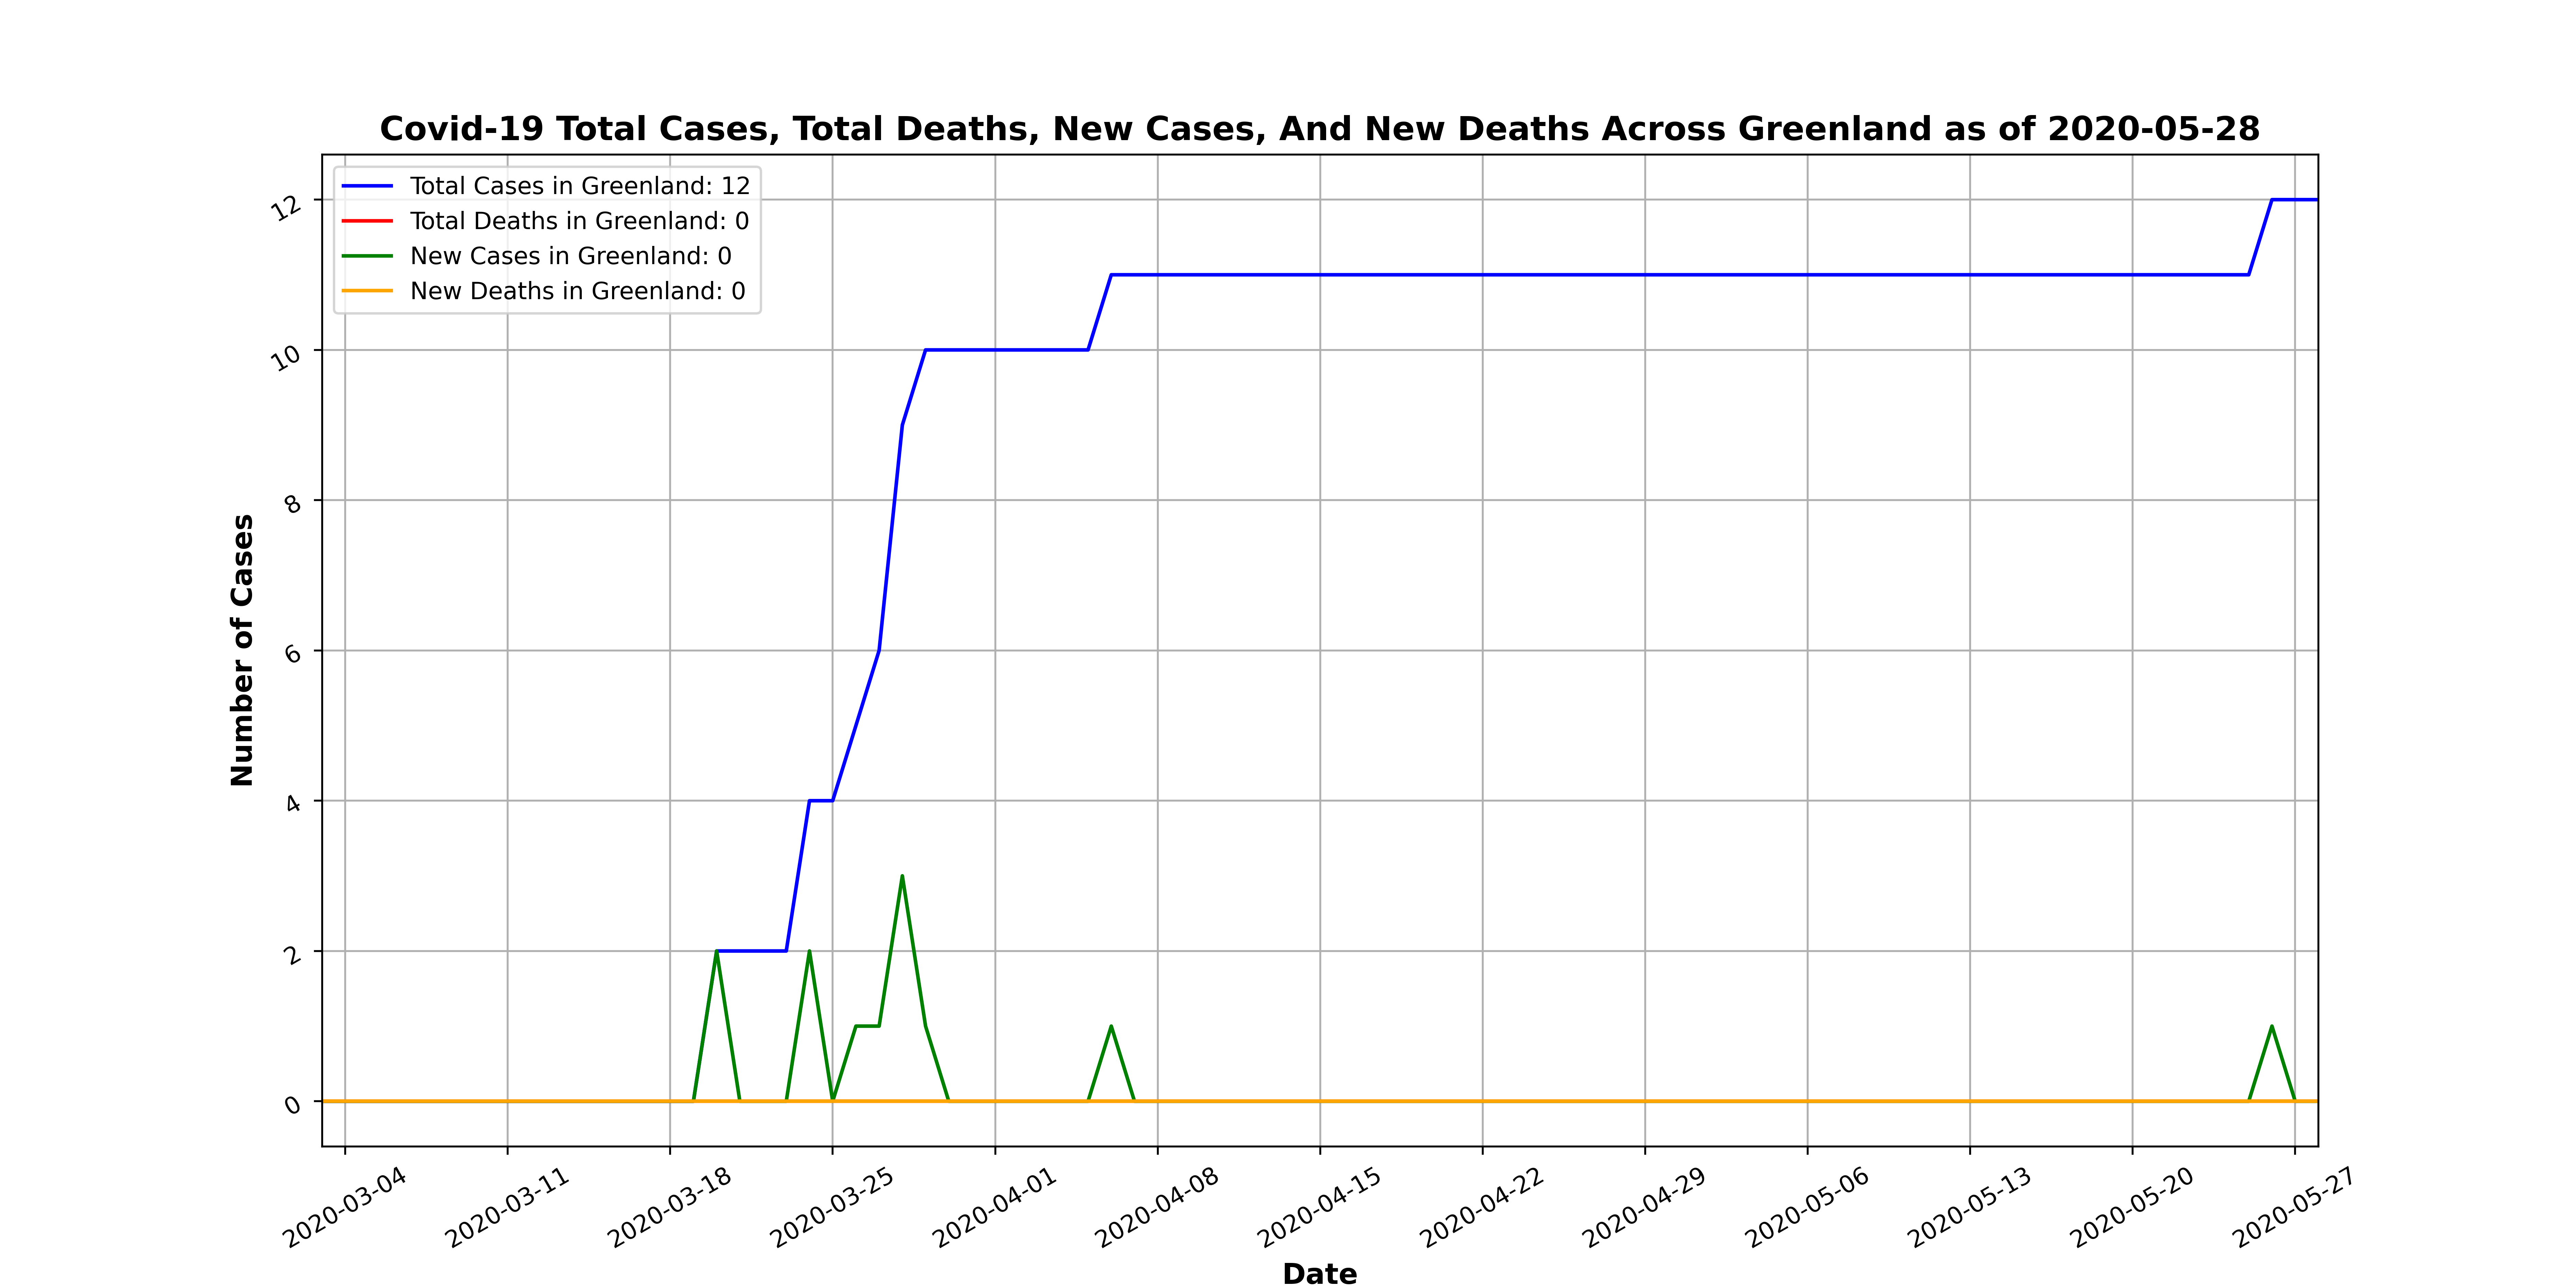 Covid-19 Total Cases, Total Deaths, New Cases, And New Deaths Across Greenland as of 2020-05-28
Total Cases in Greenland: 12
Total Deaths in Greenland: 0
New Cases in Greenland: 0
New Deaths in Greenland: 0
12
10
8
6
4
2
0
Number of Cases
2020-03-04
2020-03-11
2020-03-18
2020-03-25
2020-04-01
2020-04-08
2020-04-15
2020-04-22
2020-04-29
2020-05-06
2020-05-13
2020-05-20
2020-05-27
Date